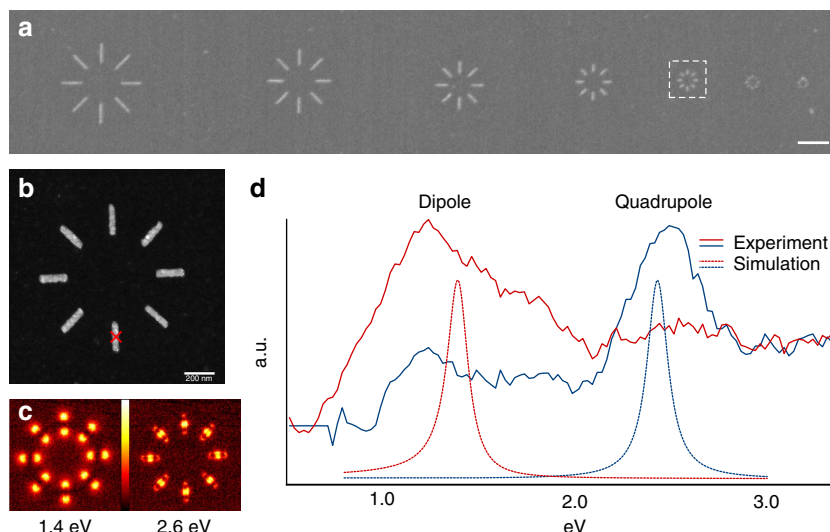 a
b
200 nm
c
1.4 eV
2.6 eV
d
Dipole
Quadrupole
Experiment
Simulation
a.u.
1.0
2.0
3.0
eV